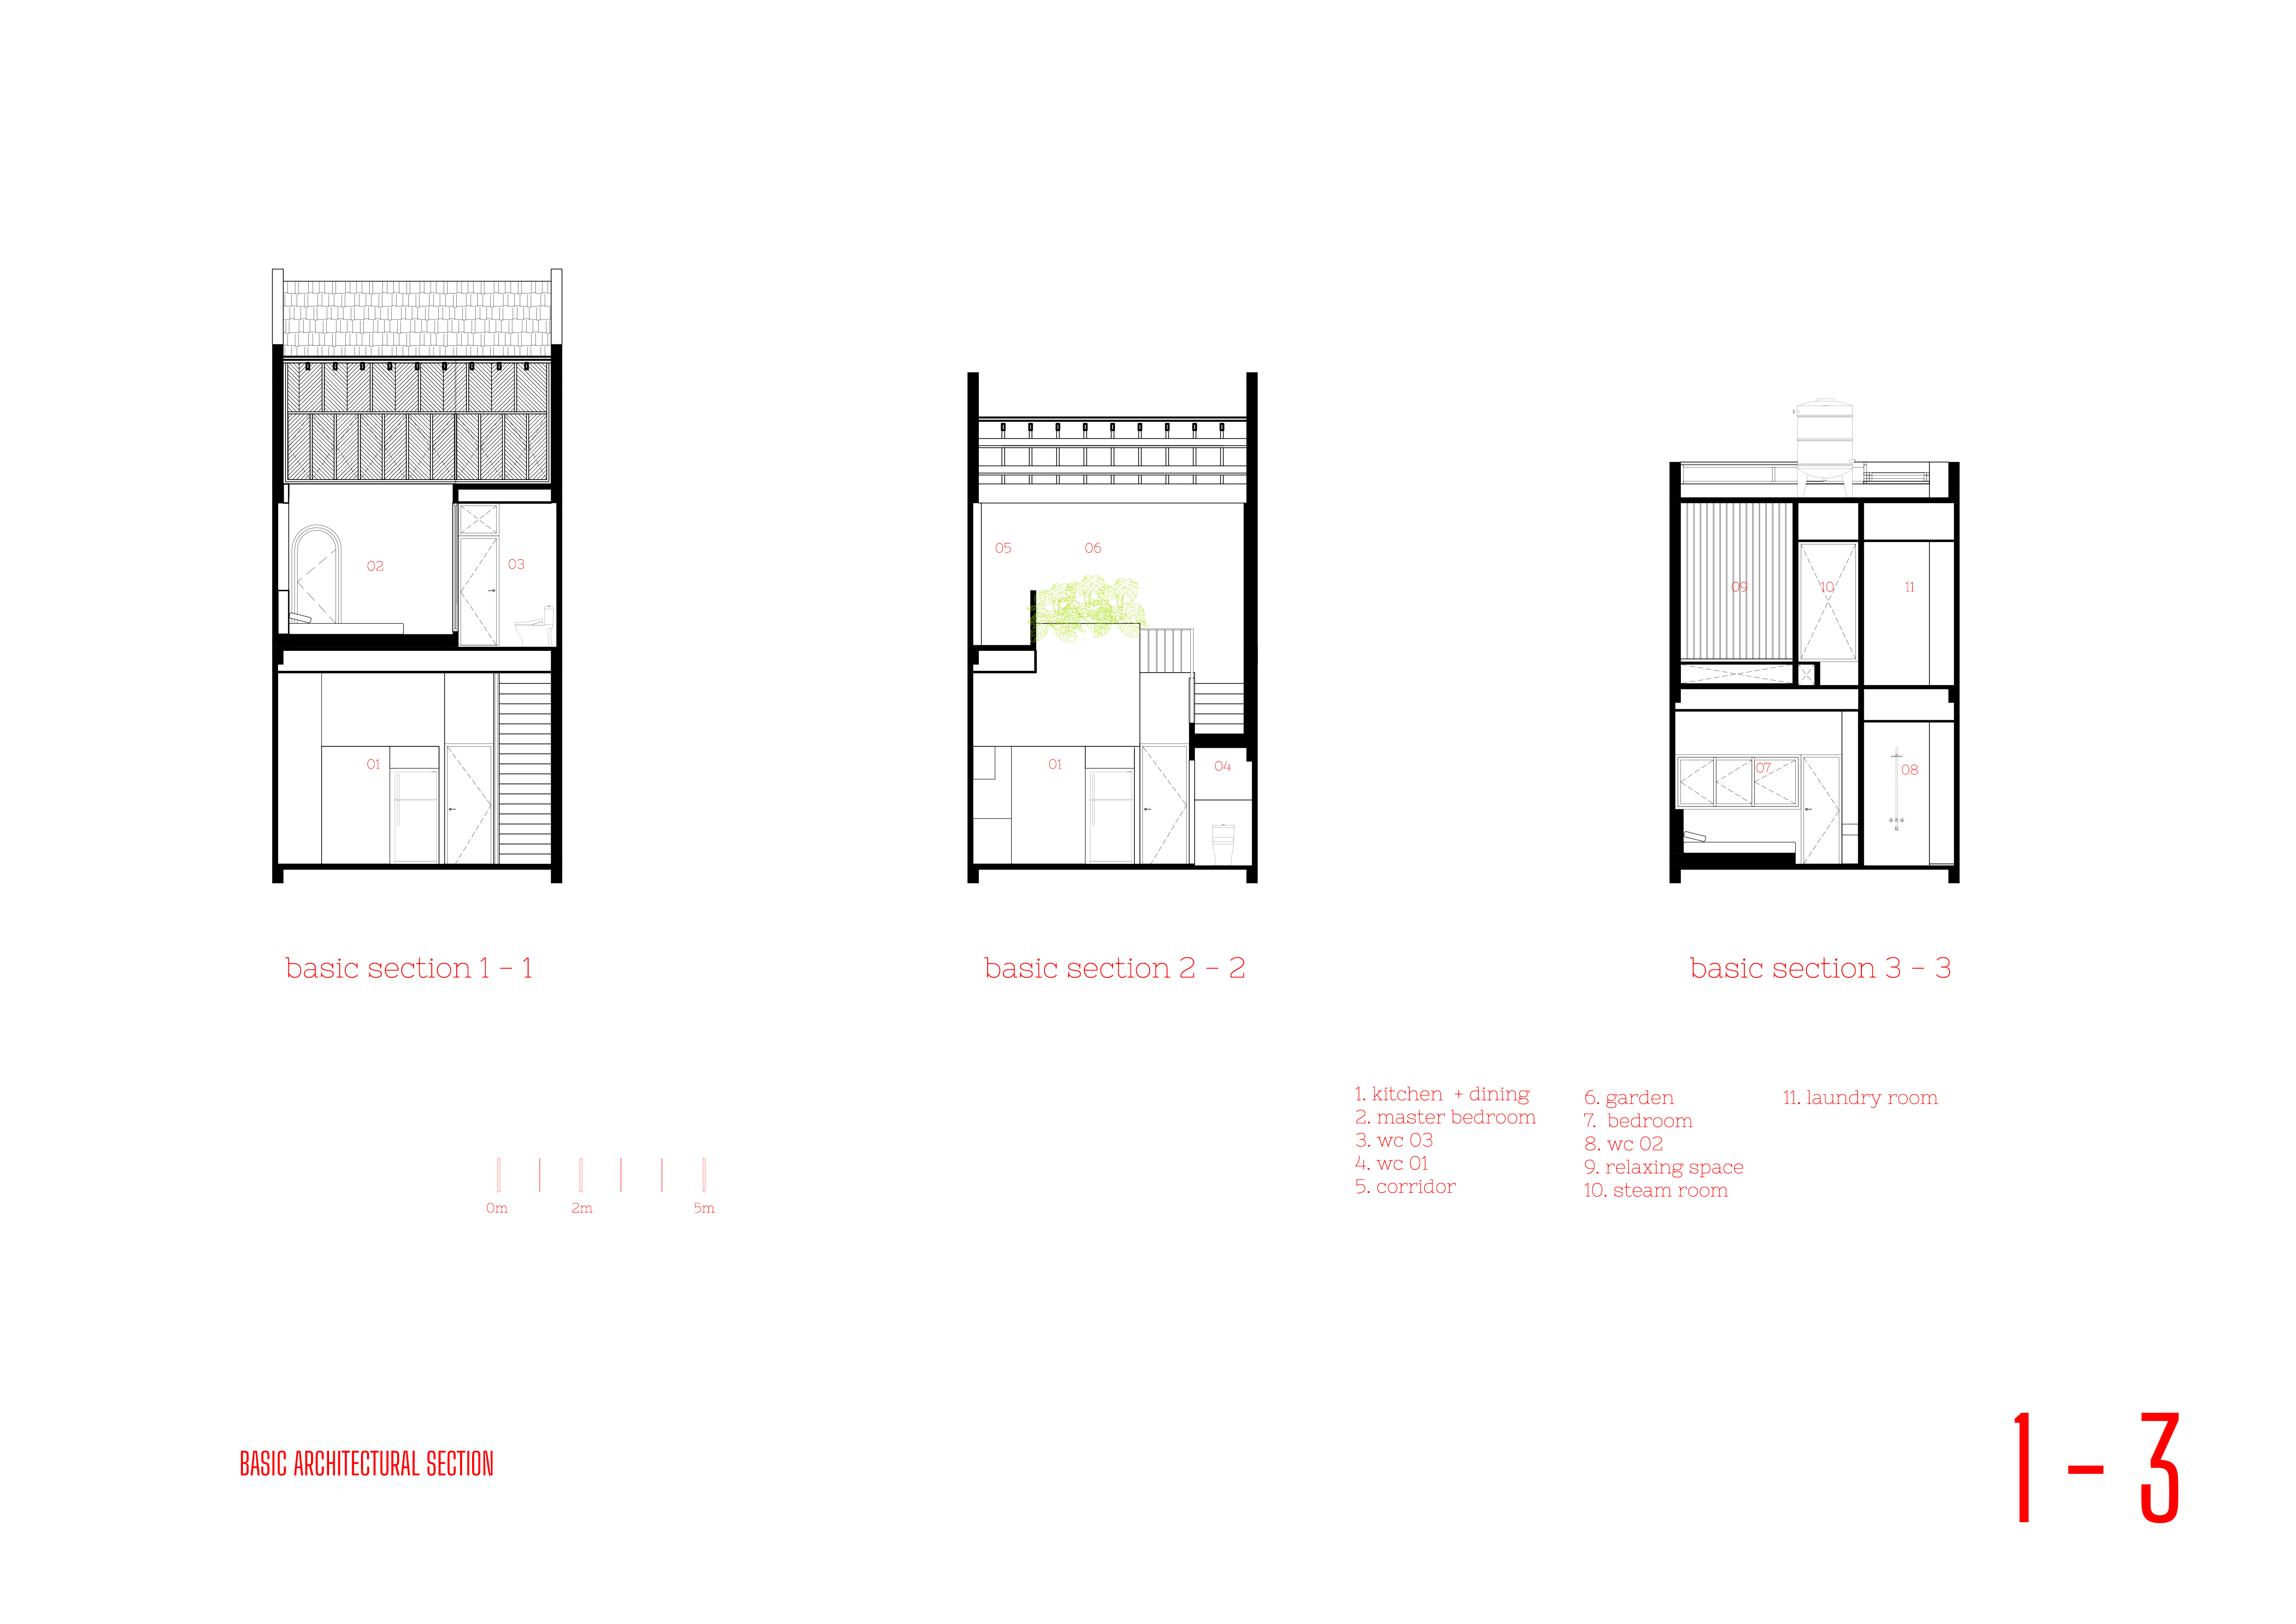 02
03
01
05
06
01
04
09
10
11
07
08
basic section 1 - 1
basic section 2 - 2
basic section 3 - 3
1. kitchen + dining
2. master bedroom
3. wc 03
4. wc 01
5. corridor
6. garden
7. bedroom
8. wc 02
9. relaxing space
10. steam room
11. laundry room
0m 2m 5m
BASIC ARCHITECTURAL SECTION
1 - 3